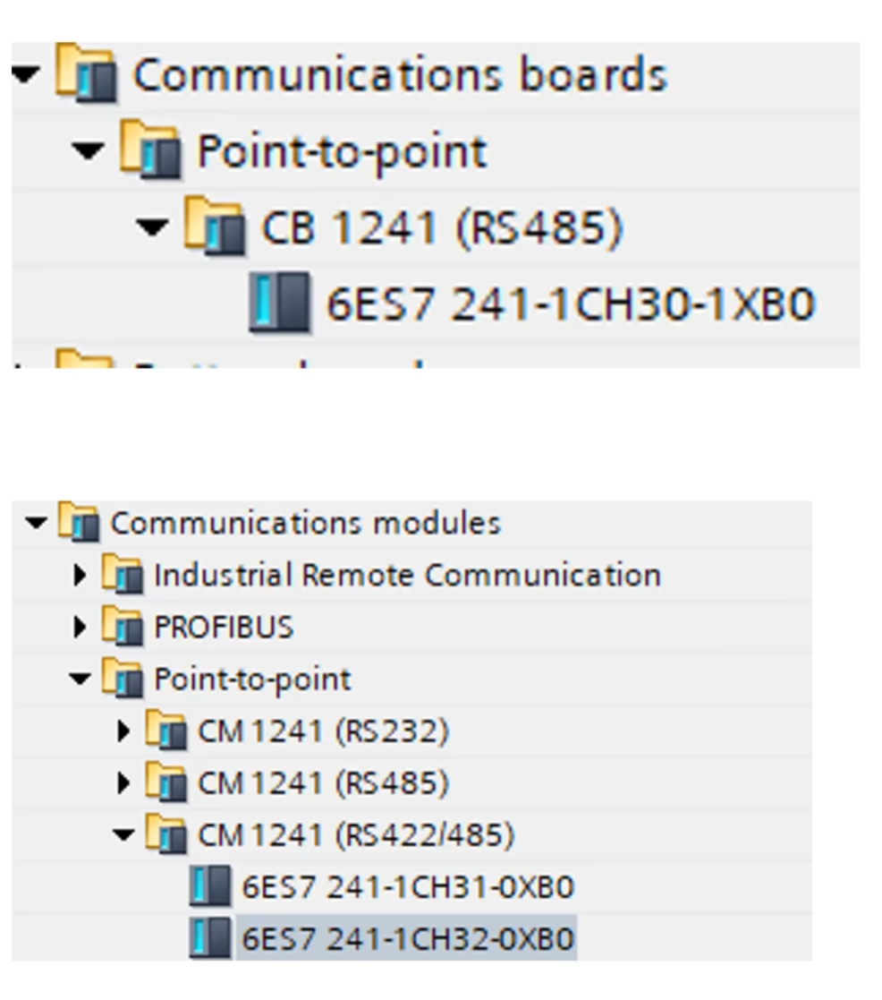 Communications boards
Point-to-point
CB 1241 (RS485)
6ES7 241-1CH30-1XB0
Communications modules
Industrial Remote Communication
PROFIBUS
Point-to-point
CM 1241 (RS232)
CM 1241 (RS485)
CM 1241 (RS422/485)
6ES7 241-1CH31-0XB0
6ES7 241-1CH32-0XB0